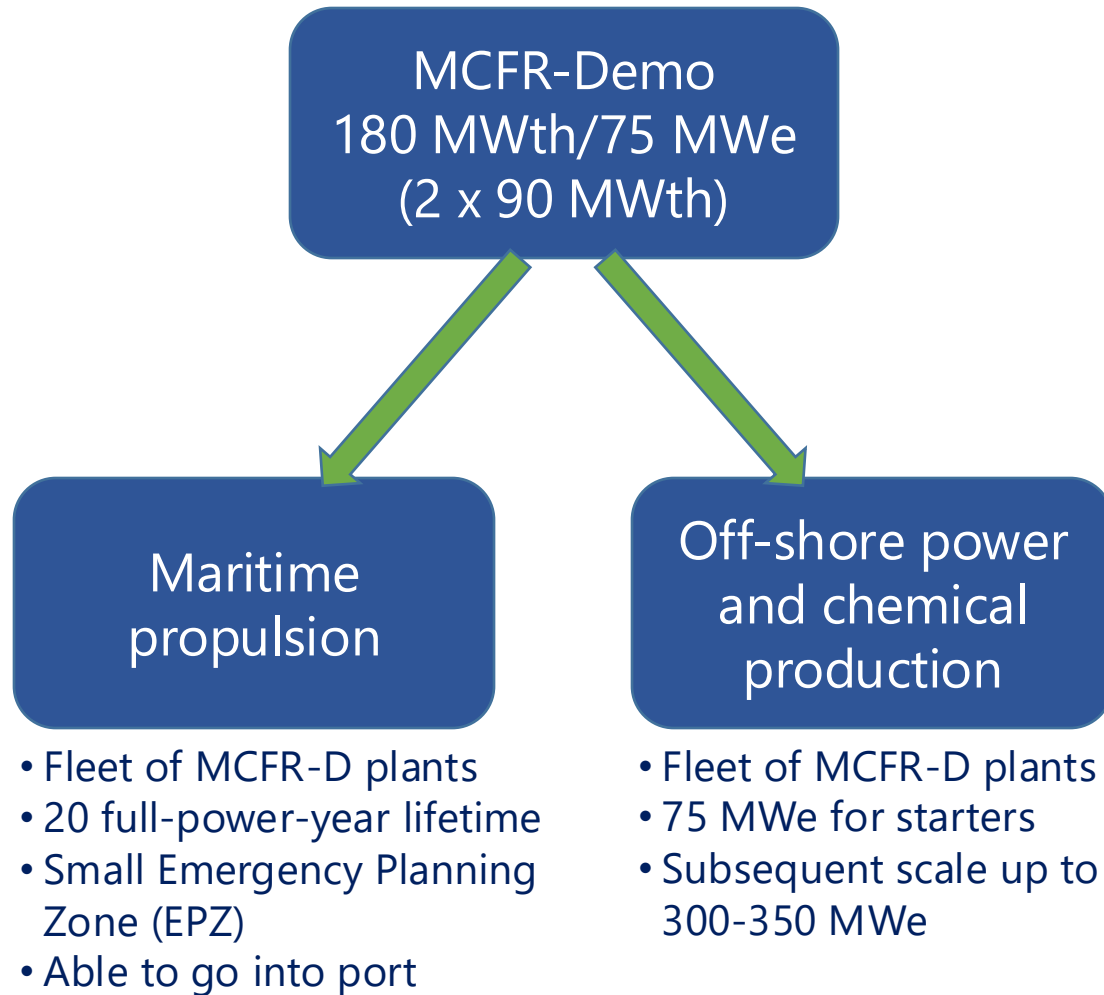 MCFR-Demo
180 MWth/75 MWe
(2 x 90 MWth)
Maritime
propulsion
• Fleet of MCFR-D plants
• 20 full-power-year lifetime
• Small Emergency Planning
Zone (EPZ)
• Able to go into port
Off-shore power
and chemical
production
• Fleet of MCFR-D plants
• 75 MWe for starters
• Subsequent scale up to
300-350 MWe